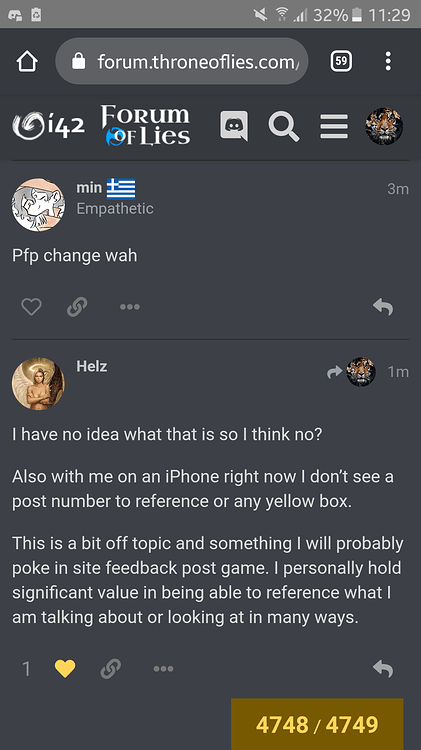 32% 11:29
59
forum.throneoflies.com/
i42 FORUM OF LIES
min
3m
Empathetic
Pfp change wah
Helz
1m
I have no idea what that is so I think no?
Also with me on an iPhone right now I don’t see a
post number to reference or any yellow box.
This is a bit off topic and something I will probably
poke in site feedback post game. I personally hold
significant value in being able to reference what I
am talking about or looking at in many ways.
1
4748 / 4749